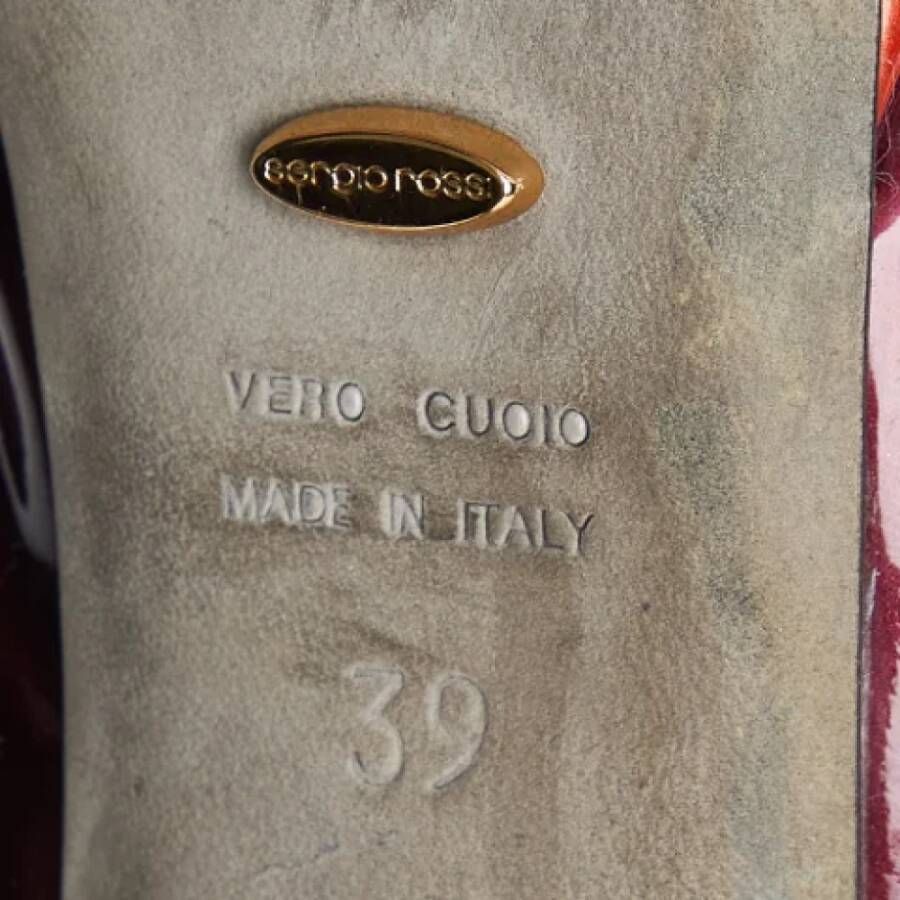 sergio rossi
VERO CUOIO
MADE IN ITALY
39